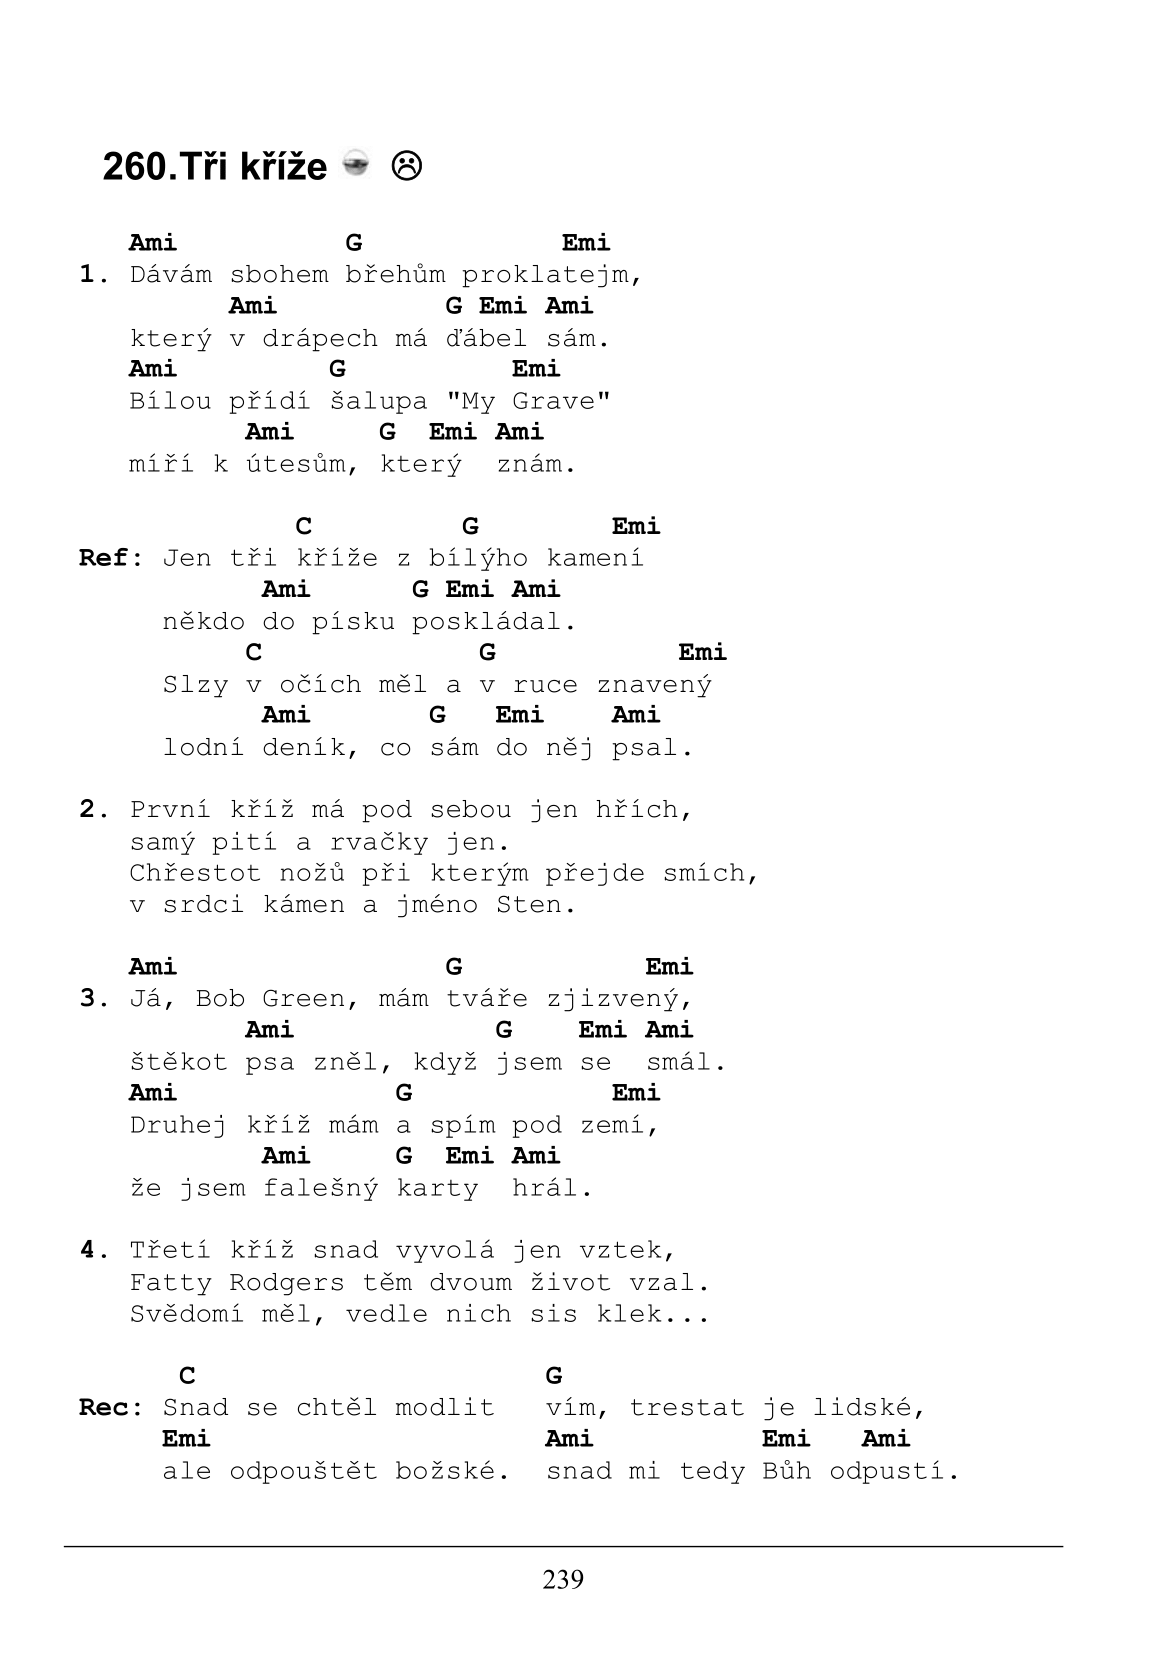 260.Tři kříže ☹
Ami G Emi
1. Dávám sbohem břehům proklatejm,
Ami G Emi Ami
který v drápech má ďábel sám.
Ami G Emi
Bílou přídí šalupa "My Grave"
Ami G Emi Ami
míří k útesům, který znám.
C G Emi
Ref: Jen tři kříže z bílýho kamení
Ami G Emi Ami
někdo do písku poskládal.
C G Emi
Slzy v očích měl a v ruce znavený
Ami G Emi Ami
lodní deník, co sám do něj psal.
2. První kříž má pod sebou jen hřích,
samý pití a rvačky jen.
Chřestot nožů při kterým přejde smích,
v srdci kámen a jméno Sten.
Ami G Emi
3. Já, Bob Green, mám tváře zjizvený,
Ami G Emi Ami
štěkot psa zněl, když jsem se smál.
Ami G Emi
Druhej kříž mám a spím pod zemí,
Ami G Emi Ami
že jsem falešný karty hrál.
4. Třetí kříž snad vyvolá jen vztek,
Fatty Rodgers těm dvoum život vzal.
Svědomí měl, vedle nich sis klek...
C G
Rec: Snad se chtěl modlit vím, trestat je lidské,
Emi Ami Emi Ami
ale odpouštět božské. snad mi tedy Bůh odpustí.
239